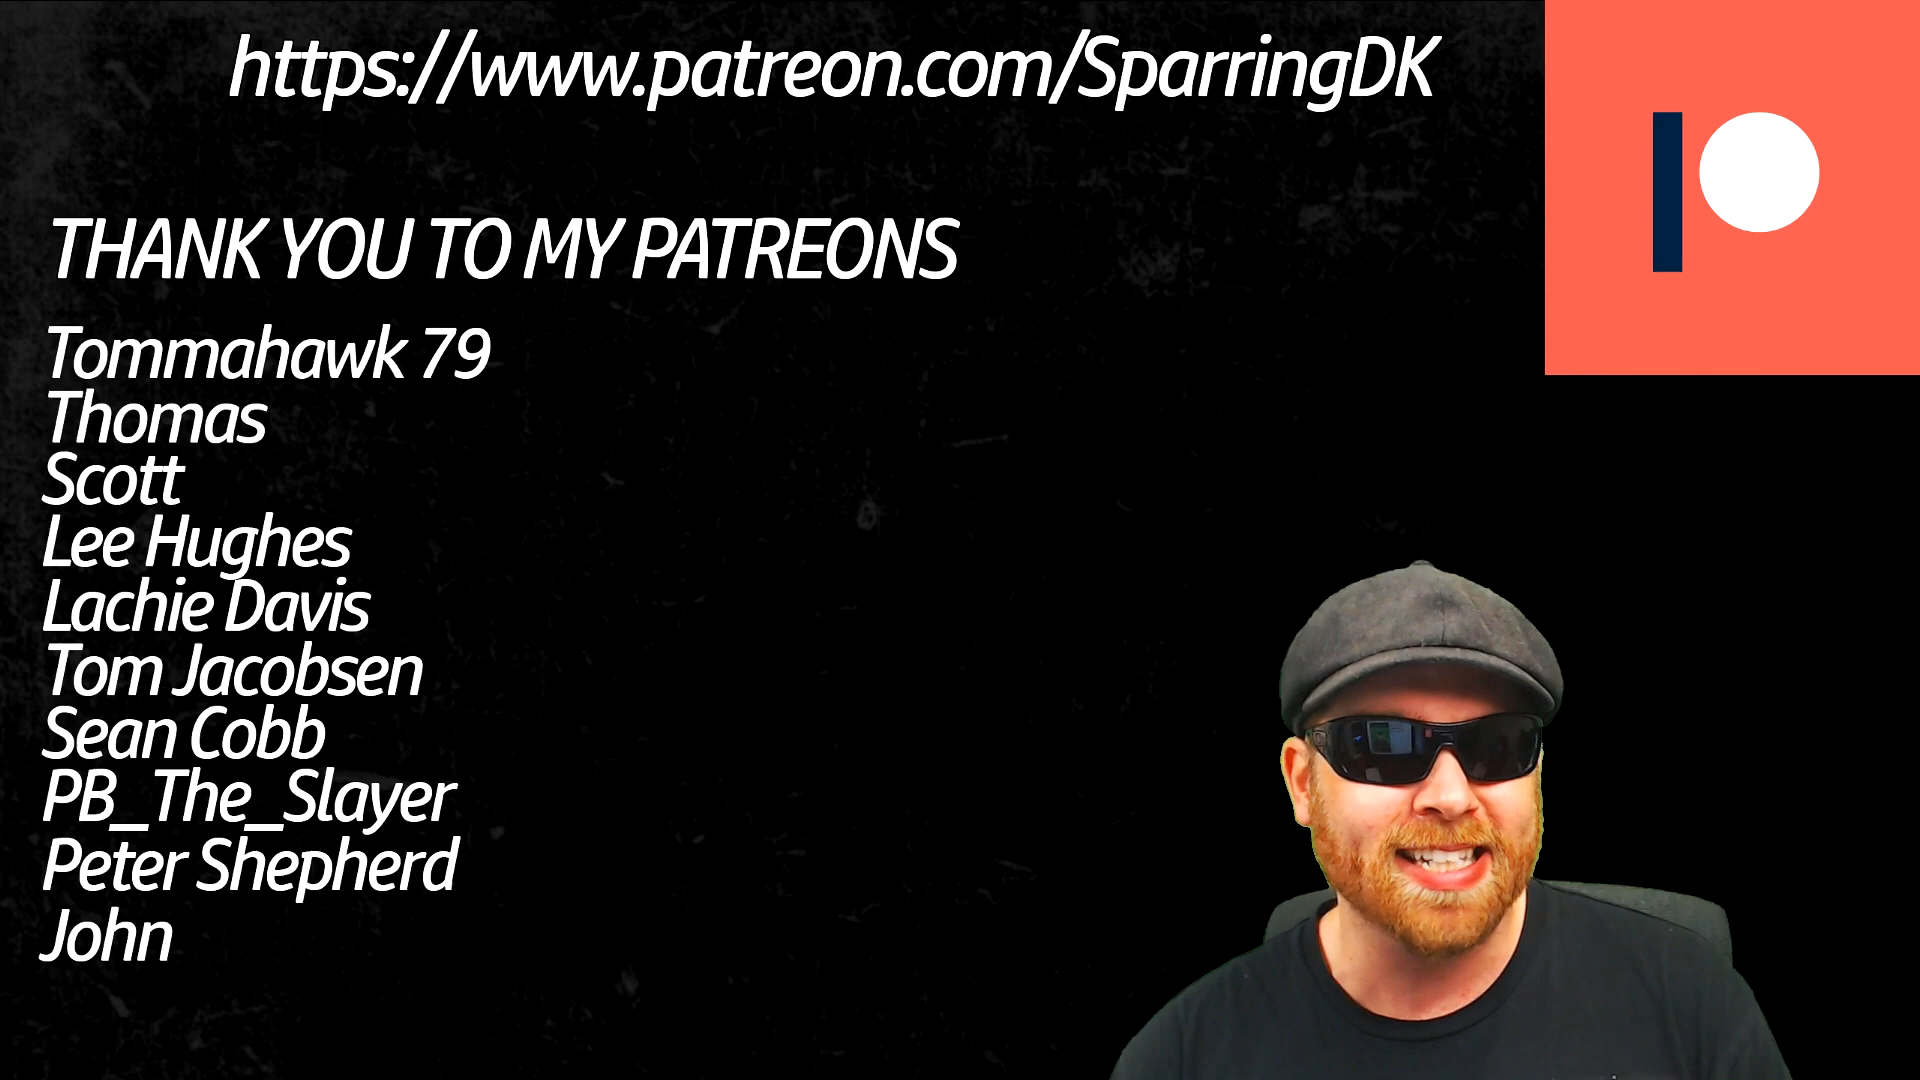 https://www.patreon.com/SparringDK
THANK YOU TO MY PATREONS
Tommahawk 79
Thomas
Scott
Lee Hughes
Lachie Davis
Tom Jacobsen
Sean Cobb
PB_The_Slayer
Peter Shepherd
John